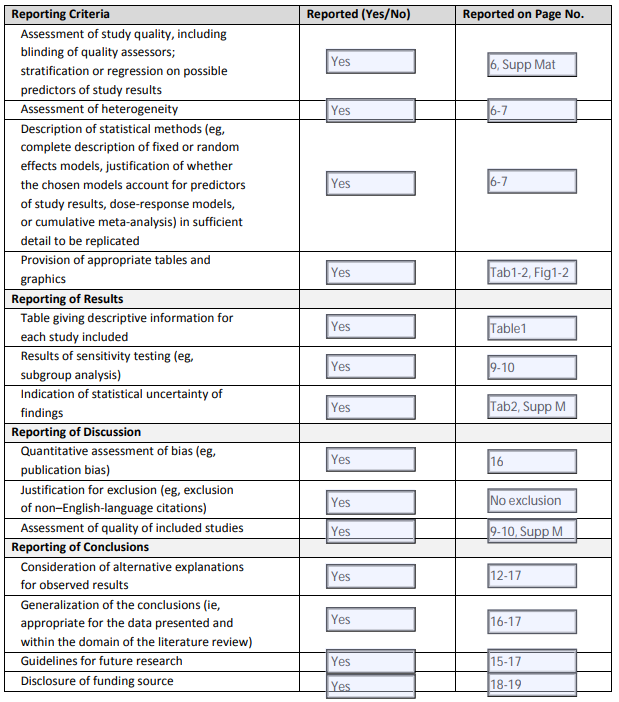 Reporting Criteria Reported (Yes/No) Reported on Page No.
Assessment of study quality, including
blinding of quality assessors;
stratification or regression on possible
predictors of study results
Yes
6, Supp Mat
Assessment of heterogeneity Yes 6-7
Description of statistical methods (eg,
complete description of fixed or random
effects models, justification of whether
the chosen models account for predictors
of study results, dose-response models,
or cumulative meta-analysis) in sufficient
detail to be replicated
Yes
6-7
Provision of appropriate tables and
graphics
Yes
Tab1-2, Fig1-2
Reporting of Results
Table giving descriptive information for
each study included
Yes
Table1
Results of sensitivity testing (eg,
subgroup analysis)
Yes
9-10
Indication of statistical uncertainty of
findings
Yes
Tab2, Supp M
Reporting of Discussion
Quantitative assessment of bias (eg,
publication bias)
Yes
16
Justification for exclusion (eg, exclusion
of non–English-language citations)
Yes
No exclusion
Assessment of quality of included studies Yes 9-10, Supp M
Reporting of Conclusions
Consideration of alternative explanations
for observed results
Yes
12-17
Generalization of the conclusions (ie,
appropriate for the data presented and
within the domain of the literature review)
Yes
16-17
Guidelines for future research Yes 15-17
Disclosure of funding source Yes 18-19